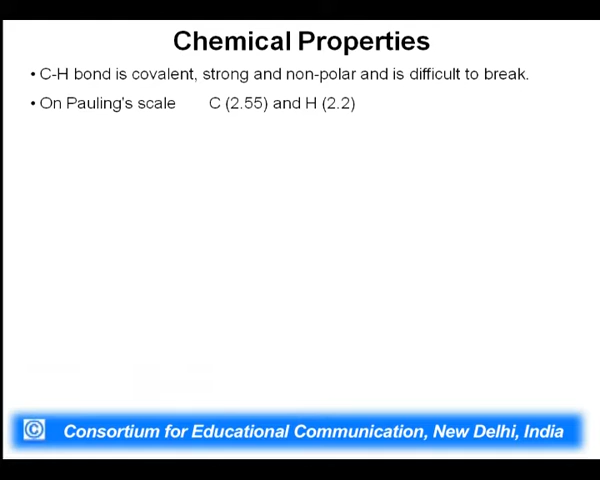 Chemical Properties
• C-H bond is covalent, strong and non-polar and is difficult to break.
• On Pauling's scale C (2.55) and H (2.2)
© Consortium for Educational Communication, New Delhi, India